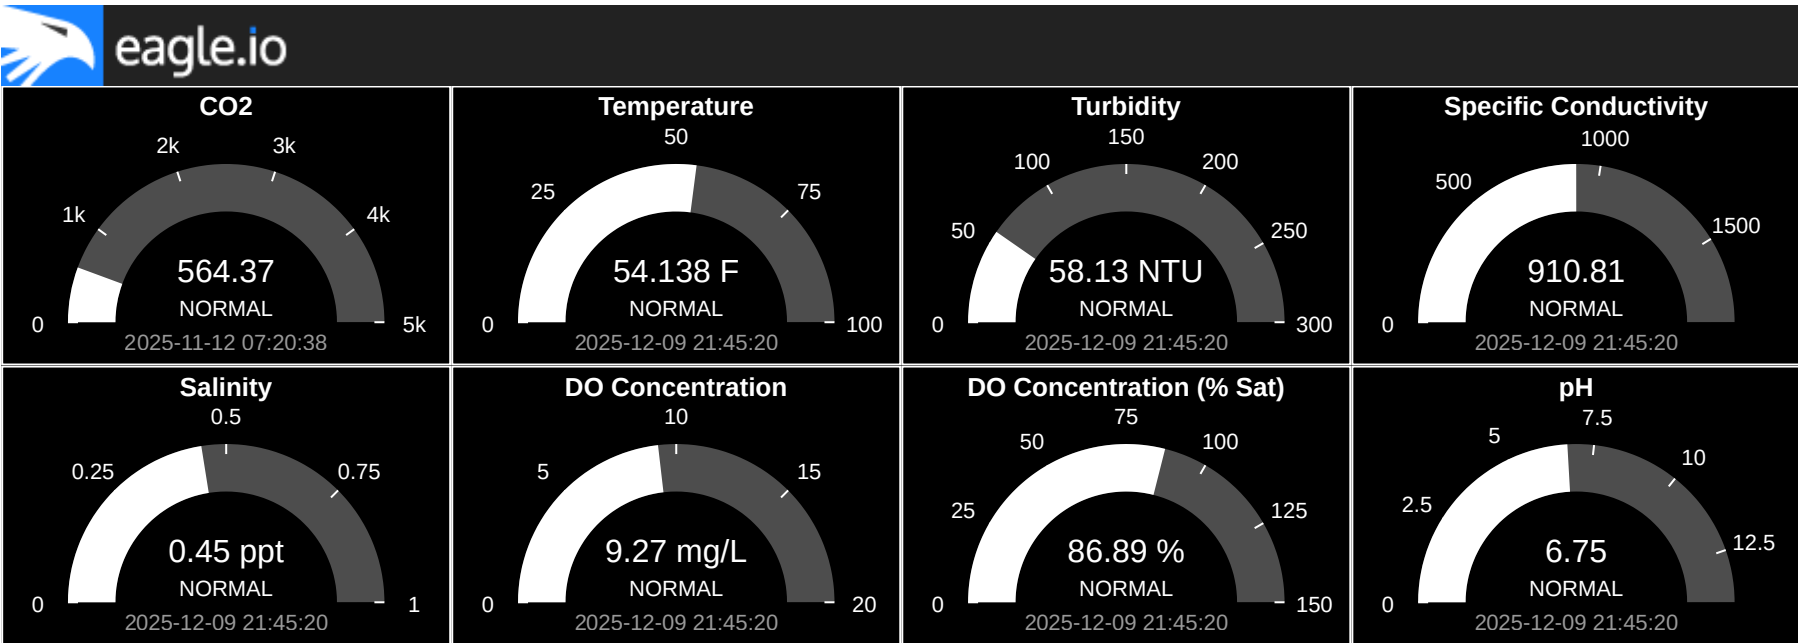 eagle.io
CO2
0
1k
2k
3k
4k
5k
564.37
NORMAL
2025-11-12 07:20:38
Temperature
0
25
50
75
100
54.138 F
NORMAL
2025-12-09 21:45:20
Turbidity
0
50
100
150
200
250
300
58.13 NTU
NORMAL
2025-12-09 21:45:20
Specific Conductivity
0
500
1000
1500
910.81
NORMAL
2025-12-09 21:45:20
Salinity
0
0.25
0.5
0.75
1
0.45 ppt
NORMAL
2025-12-09 21:45:20
DO Concentration
0
5
10
15
20
9.27 mg/L
NORMAL
2025-12-09 21:45:20
DO Concentration (% Sat)
0
25
50
75
100
125
150
86.89 %
NORMAL
2025-12-09 21:45:20
pH
0
2.5
5
7.5
10
12.5
6.75
NORMAL
2025-12-09 21:45:20